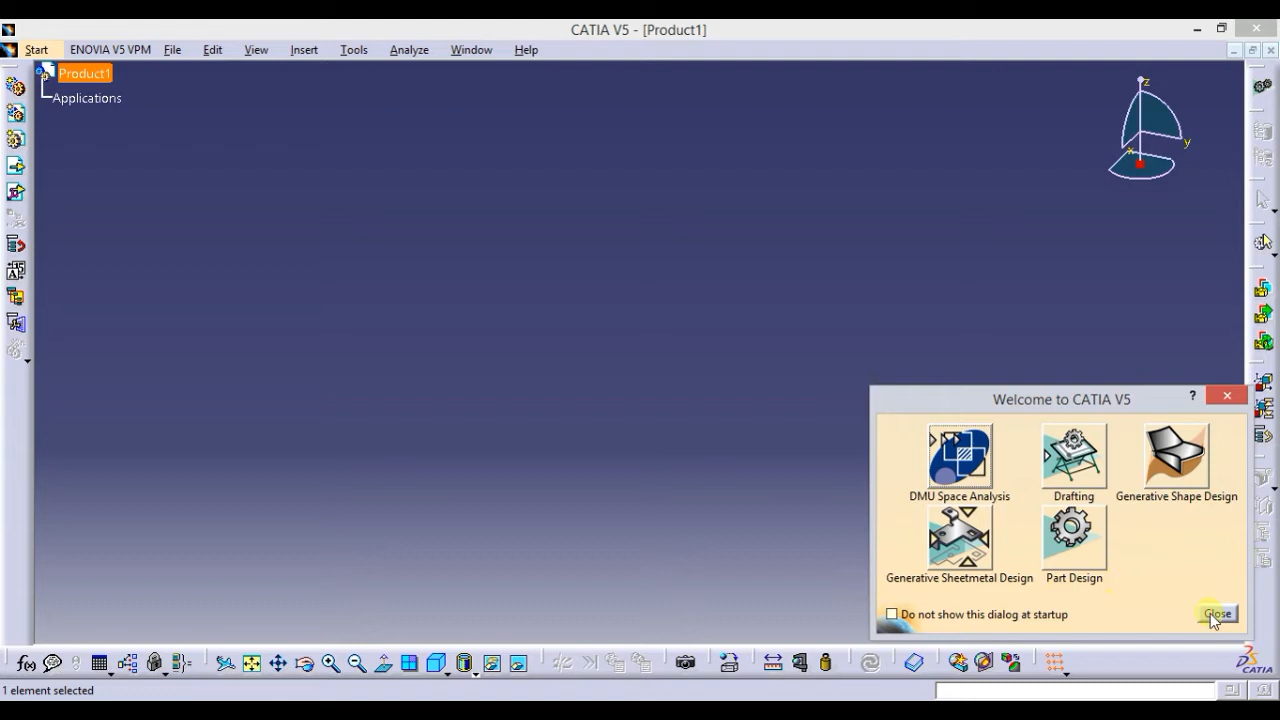 CATIA V5 - [Product1]
Start ENOVIA V5 VPM File Edit View Insert Tools Analyze Window Help
Product1
Applications
z
y
x
Welcome to CATIA V5
?
DMU Space Analysis Drafting Generative Shape Design
Generative Sheetmetal Design Part Design
Do not show this dialog at startup Close
f(x)
CATIA
1 element selected